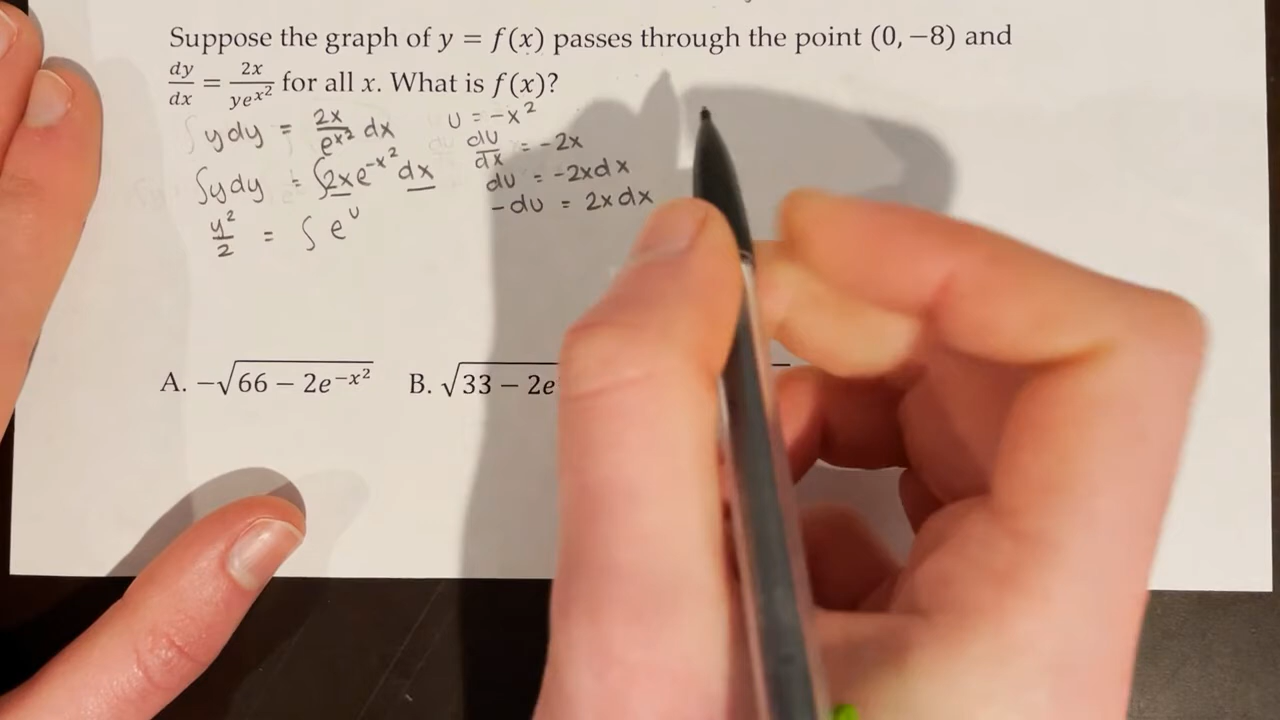 Suppose the graph of y = f(x) passes through the point (0, −8) and
dy/dx = 2x/ye^x² for all x. What is f(x)?
∫ydy = 2x/e^x² dx
∫ydy = ∫2xe^-x² dx
y²/2 = ∫e^u
u = -x²
du/dx = -2x
du = -2xdx
-du = 2xdx
A. −√66 − 2e^−x² B. √33 − 2e